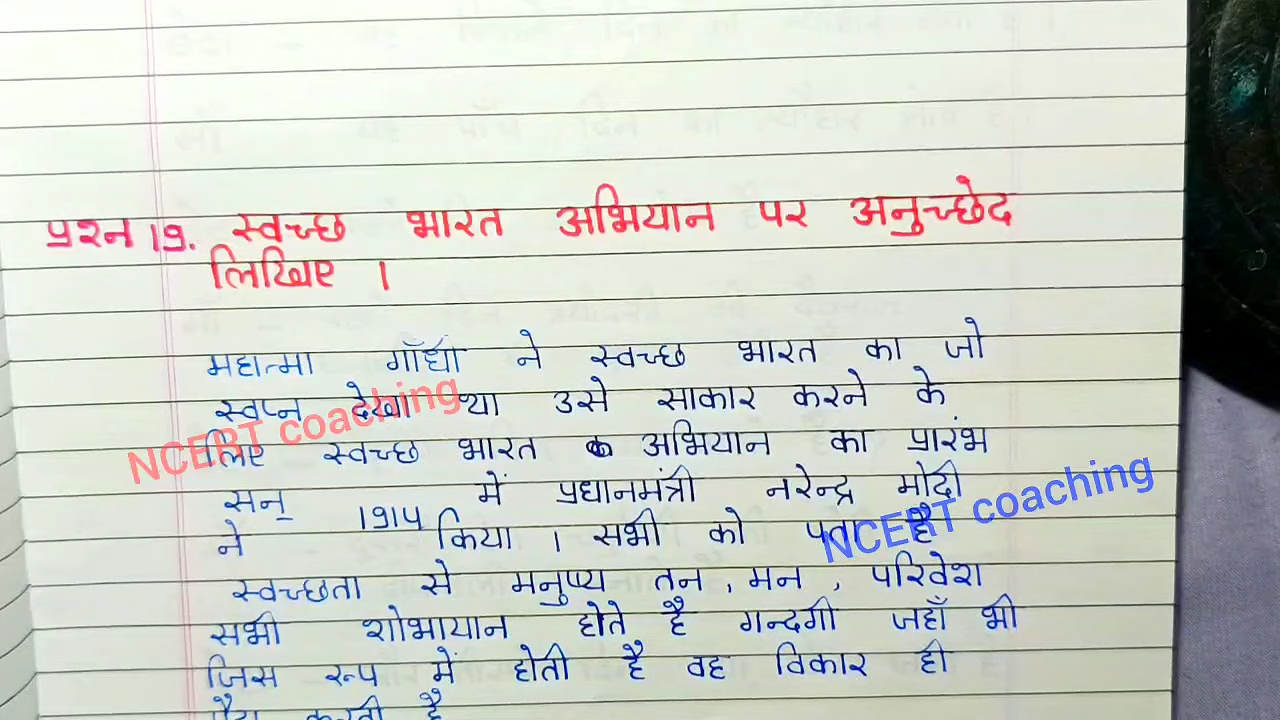 प्रश्न 19. स्वच्छ भारत अभियान पर अनुच्छेद
लिखिए ।
महात्मा गाँधी ने स्वच्छ भारत का जो
स्वप्न देखा था उसे साकार करने के
NCERT coaching
लिए स्वच्छ भारत अभियान का प्रारंभ
सन् 1914 में प्रधानमंत्री नरेन्द्र मोदी
ने किया । सभी को पता है
NCERT coaching
स्वच्छता से मनुष्य तन, मन, परिवेश
सभी शोभायान होते है गन्दगी जहाँ भी
जिस रूप में होती है वह विकार ही
करती है